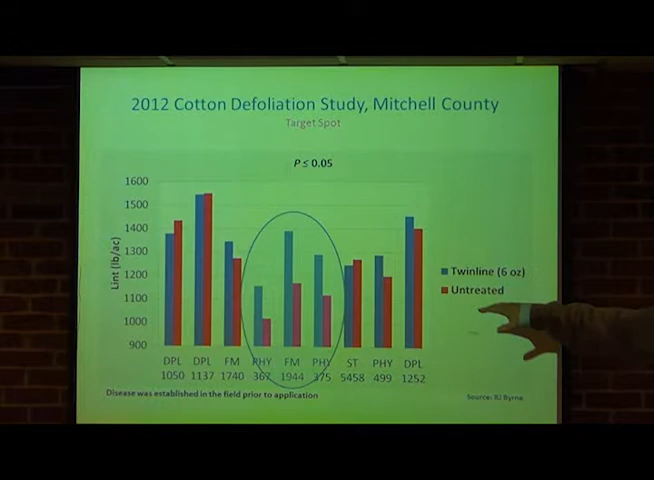 2012 Cotton Defoliation Study, Mitchell County
Target Spot
P ≤ 0.05
1600
1500
1400
1300
1200
1100
1000
900
Lint (lb/ac)
Twinline (6 oz)
Untreated
DPL DPL FM PHY FM PHY ST PHY DPL
1050 1137 1740 367 1944 375 5458 499 1252
Disease was established in the field prior to application
Source: RJ Byrne